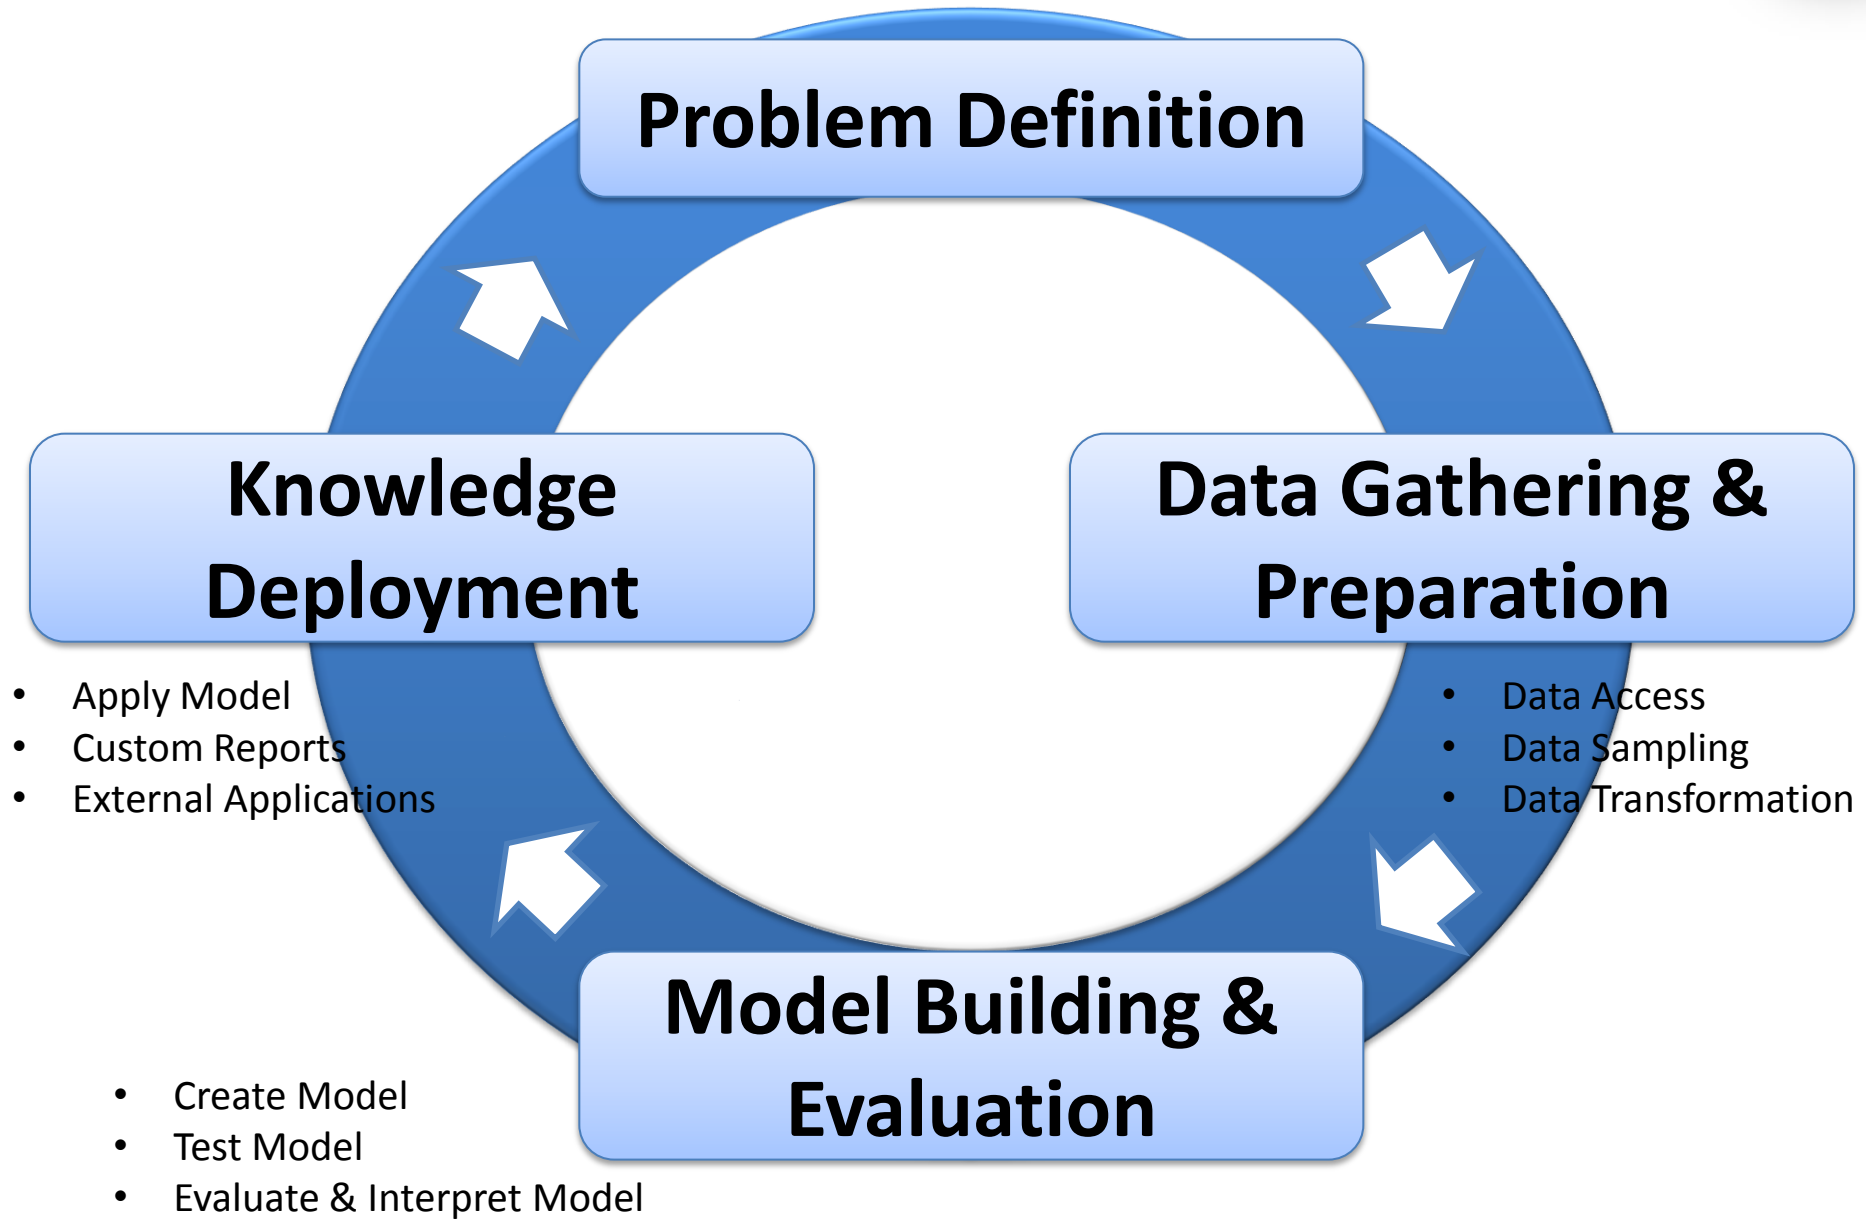 Problem Definition
Knowledge
Deployment
Data Gathering &
Preparation
• Apply Model
• Custom Reports
• External Applications
• Data Access
• Data Sampling
• Data Transformation
Model Building &
Evaluation
• Create Model
• Test Model
• Evaluate & Interpret Model